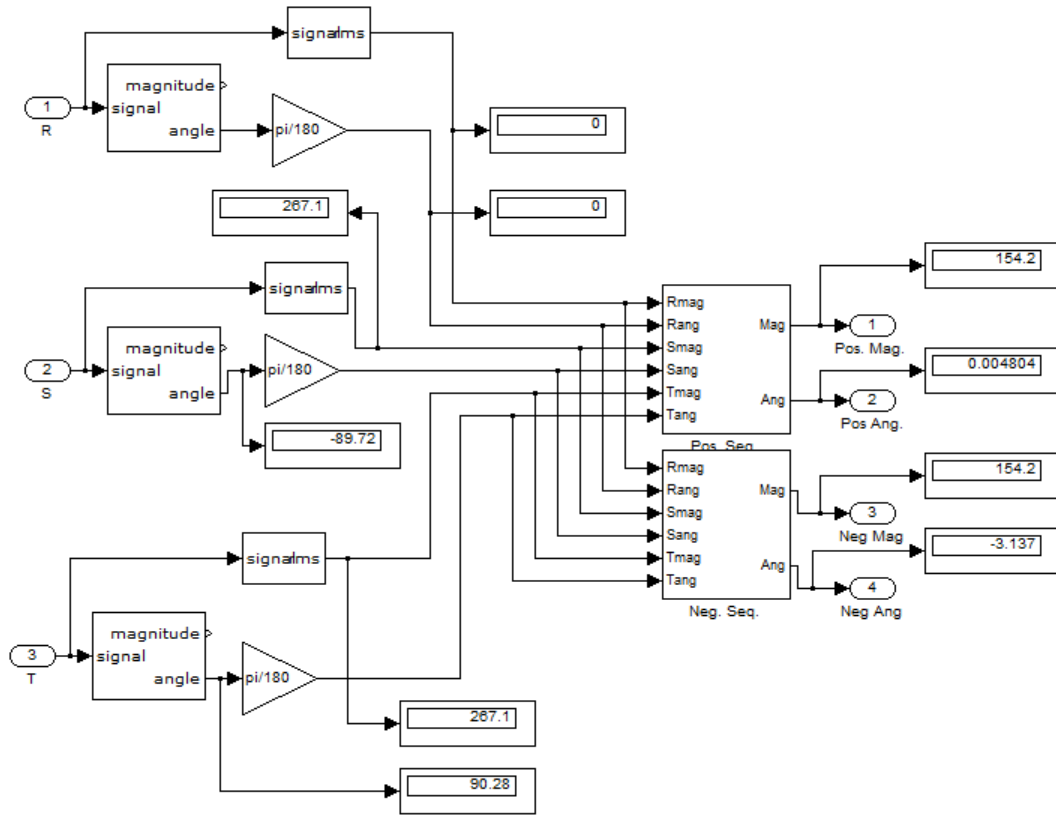 signalrms
magnitude
signal
angle
1
R
pi/180
0
0
267.1
signalrms
magnitude
signal
angle
2
S
pi/180
-89.72
Rmag
Rang
Smag
Sang
Tmag
Tang
Mag
Ang
Pos. Seq.
154.2
1
Pos. Mag.
0.004804
2
Pos Ang.
Rmag
Rang
Smag
Sang
Tmag
Tang
Mag
Ang
Neg. Seq.
154.2
3
Neg Mag
-3.137
4
Neg Ang
signalrms
magnitude
signal
angle
3
T
pi/180
267.1
90.28